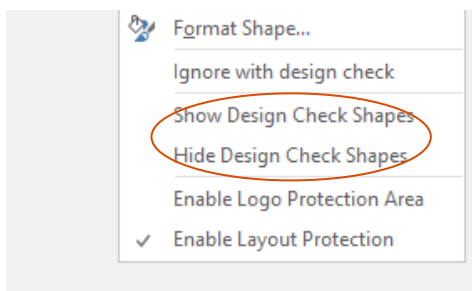 Format Shape...
Ignore with design check
Show Design Check Shapes
Hide Design Check Shapes
Enable Logo Protection Area
Enable Layout Protection